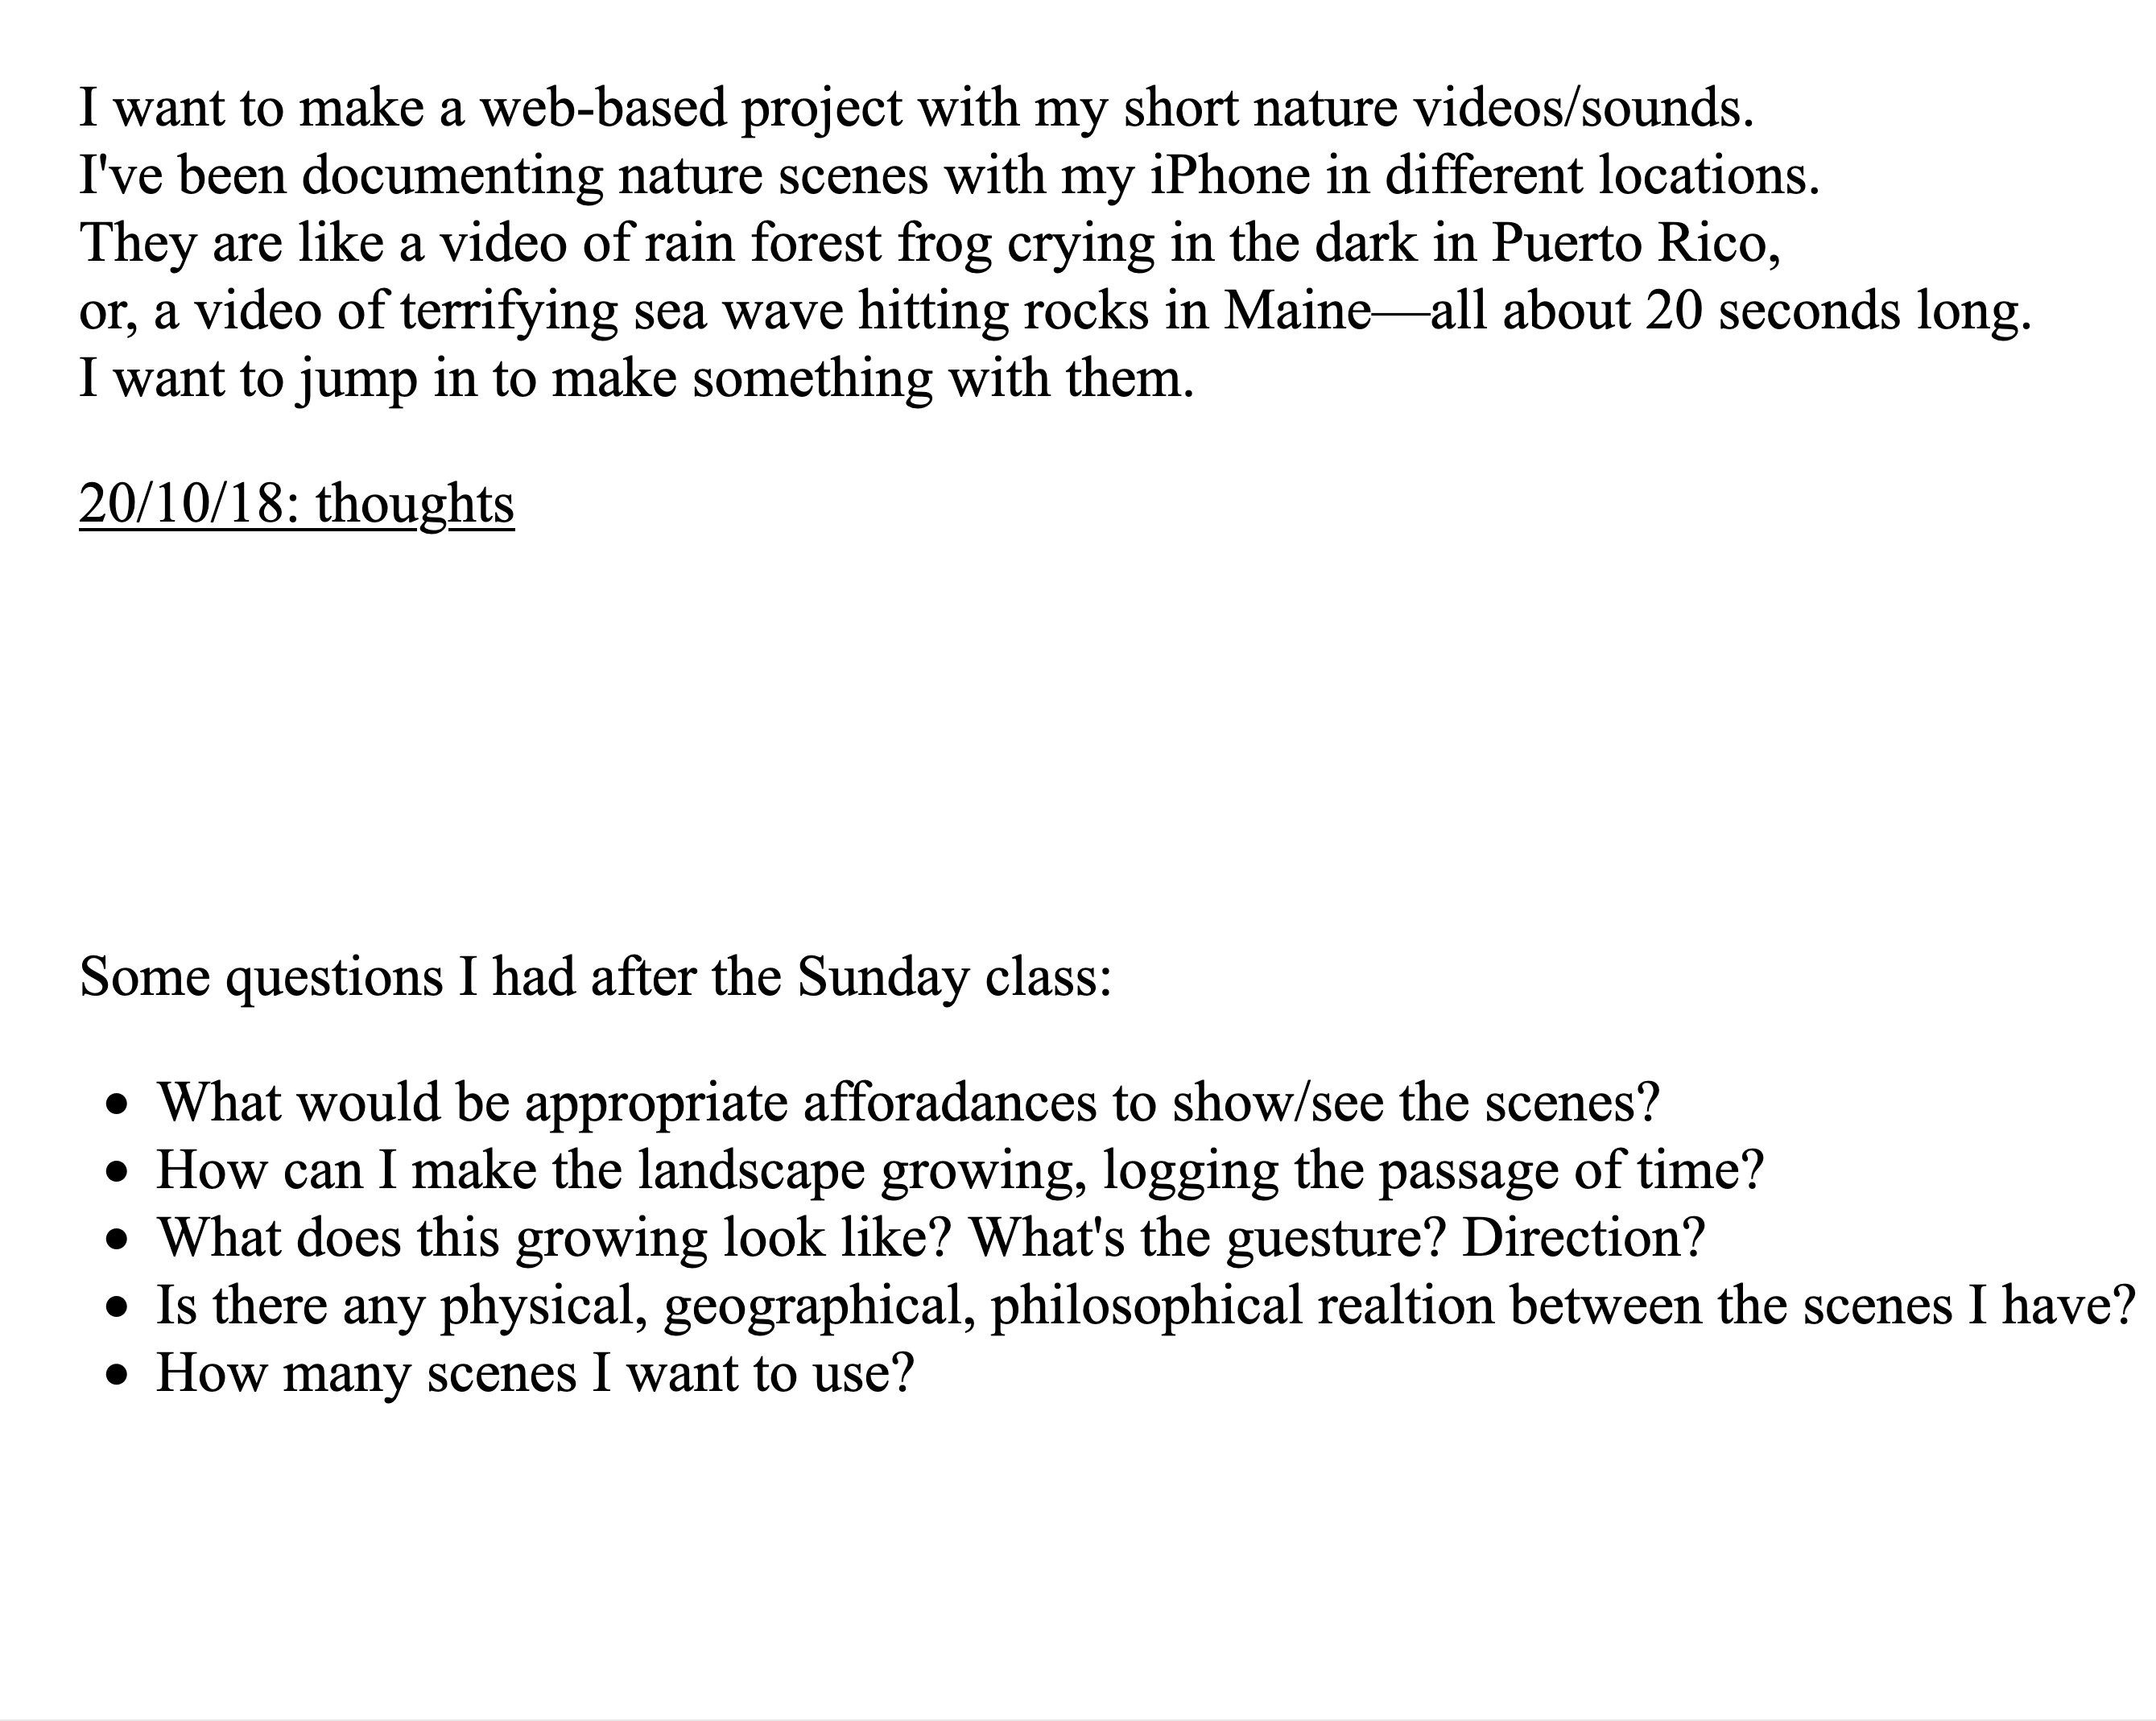 I want to make a web-based project with my short nature videos/sounds.
I've been documenting nature scenes with my iPhone in different locations.
They are like a video of rain forest frog crying in the dark in Puerto Rico,
or, a video of terrifying sea wave hitting rocks in Maine—all about 20 seconds long.
I want to jump in to make something with them.
20/10/18: thoughts
Some questions I had after the Sunday class:
• What would be appropriate afforadances to show/see the scenes?
• How can I make the landscape growing, logging the passage of time?
• What does this growing look like? What's the guesture? Direction?
• Is there any physical, geographical, philosophical realtion between the scenes I have?
• How many scenes I want to use?